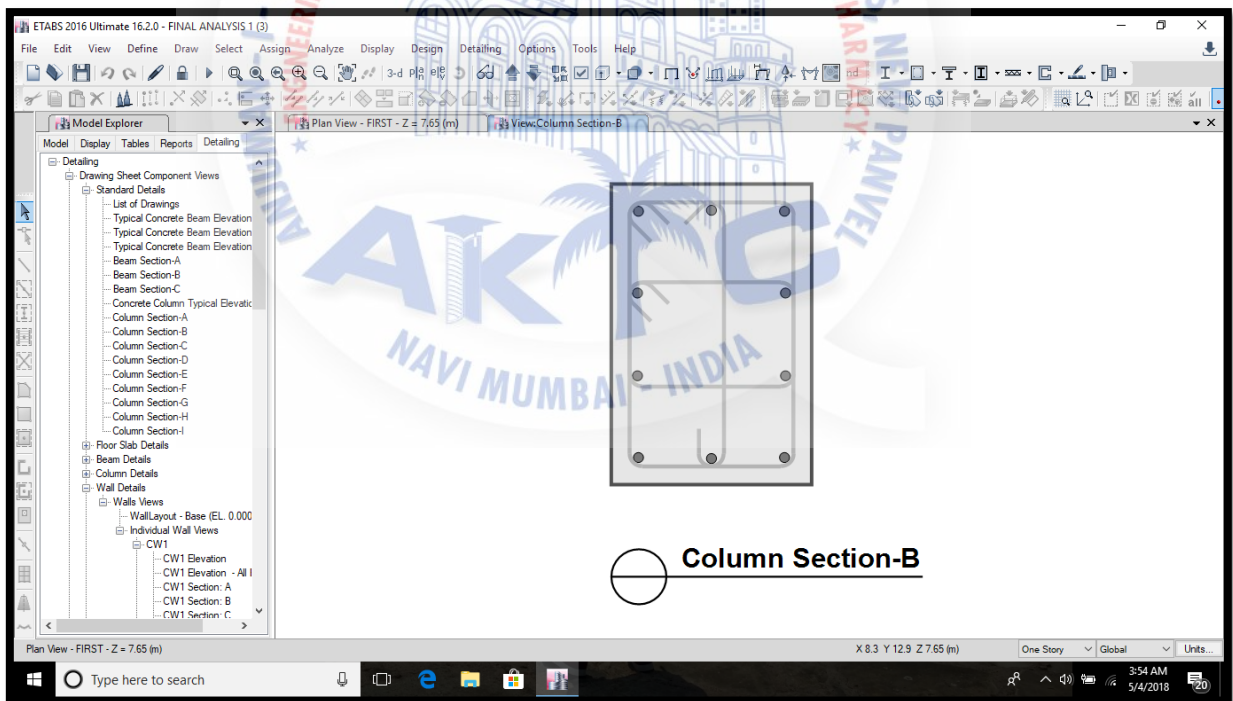 ETABS 2016 Ultimate 16.2.0 - FINAL ANALYSIS 1 (3)
File Edit View Define Draw Select Assign Analyze Display Design Detailing Options Tools Help
3-d
Model Explorer
Plan View - FIRST - Z = 7.65 (m)
View:Column Section-B
Model Display Tables Reports Detailing
Detailing
Drawing Sheet Component Views
Standard Details
List of Drawings
Typical Concrete Beam Elevation
Typical Concrete Beam Elevation
Typical Concrete Beam Elevation
Beam Section-A
Beam Section-B
Beam Section-C
Concrete Column Typical Elevatic
Column Section-A
Column Section-B
Column Section-C
Column Section-D
Column Section-E
Column Section-F
Column Section-G
Column Section-H
Column Section-I
Floor Slab Details
Beam Details
Column Details
Wall Details
Walls Views
WallLayout - Base (EL. 0.000
Individual Wall Views
CW1
CW1 Elevation
CW1 Elevation - All I
CW1 Section: A
CW1 Section: B
CW1 Section: C
AKTC
NAVI MUMBAI - INDIA
Column Section-B
Plan View - FIRST - Z = 7.65 (m)
X 8.3 Y 12.9 Z 7.65 (m)
One Story
Global
Units...
Type here to search
3:54 AM
5/4/2018
20